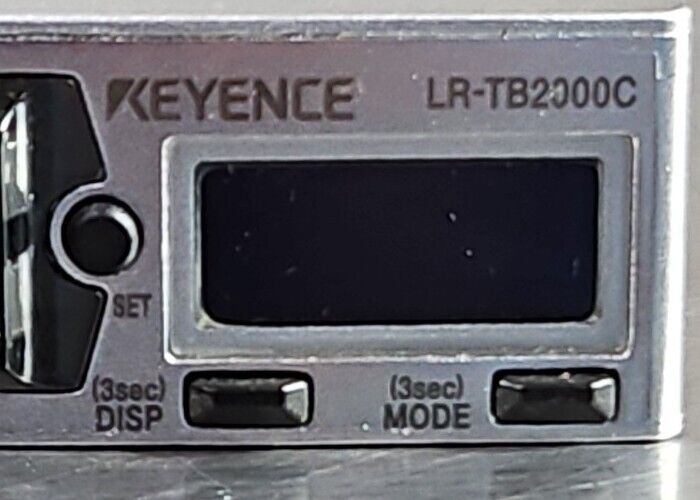 KEYENCE LR-TB2000C
SET
(3sec) (3sec)
DISP MODE